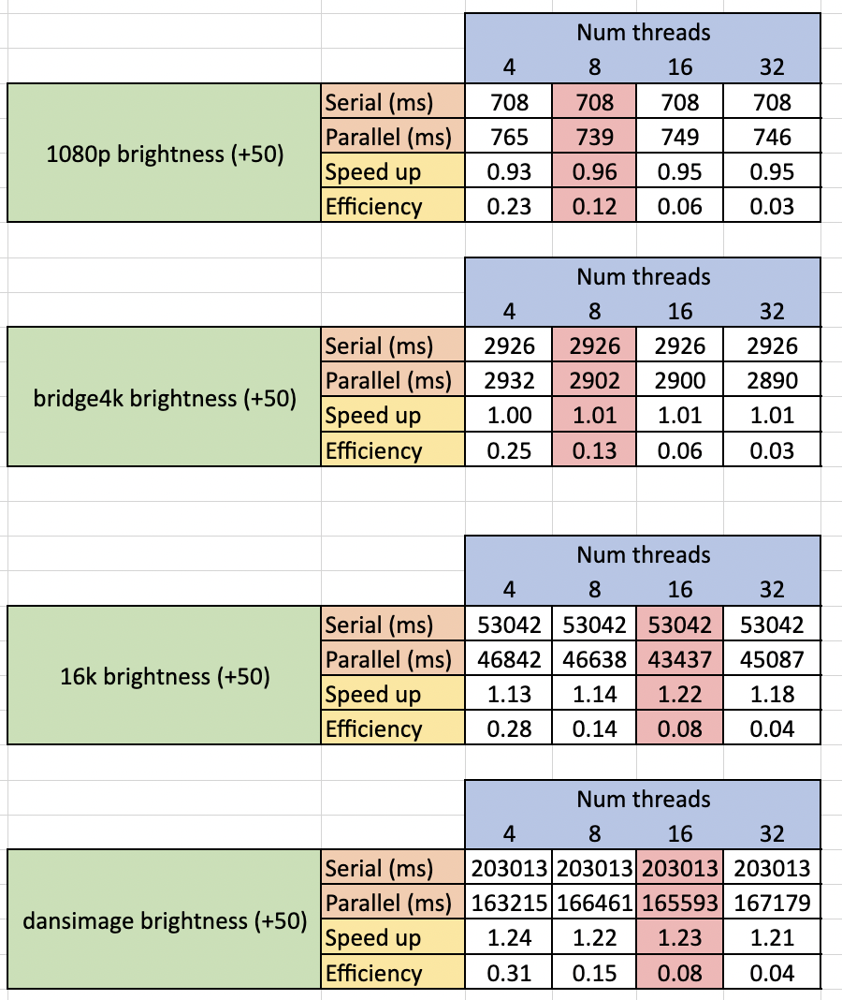 Num threads
4 8 16 32
1080p brightness (+50)
Serial (ms) 708 708 708 708
Parallel (ms) 765 739 749 746
Speed up 0.93 0.96 0.95 0.95
Efficiency 0.23 0.12 0.06 0.03
Num threads
4 8 16 32
bridge4k brightness (+50)
Serial (ms) 2926 2926 2926 2926
Parallel (ms) 2932 2902 2900 2890
Speed up 1.00 1.01 1.01 1.01
Efficiency 0.25 0.13 0.06 0.03
Num threads
4 8 16 32
16k brightness (+50)
Serial (ms) 53042 53042 53042 53042
Parallel (ms) 46842 46638 43437 45087
Speed up 1.13 1.14 1.22 1.18
Efficiency 0.28 0.14 0.08 0.04
Num threads
4 8 16 32
dansimage brightness (+50)
Serial (ms) 203013 203013 203013 203013
Parallel (ms) 163215 166461 165593 167179
Speed up 1.24 1.22 1.23 1.21
Efficiency 0.31 0.15 0.08 0.04